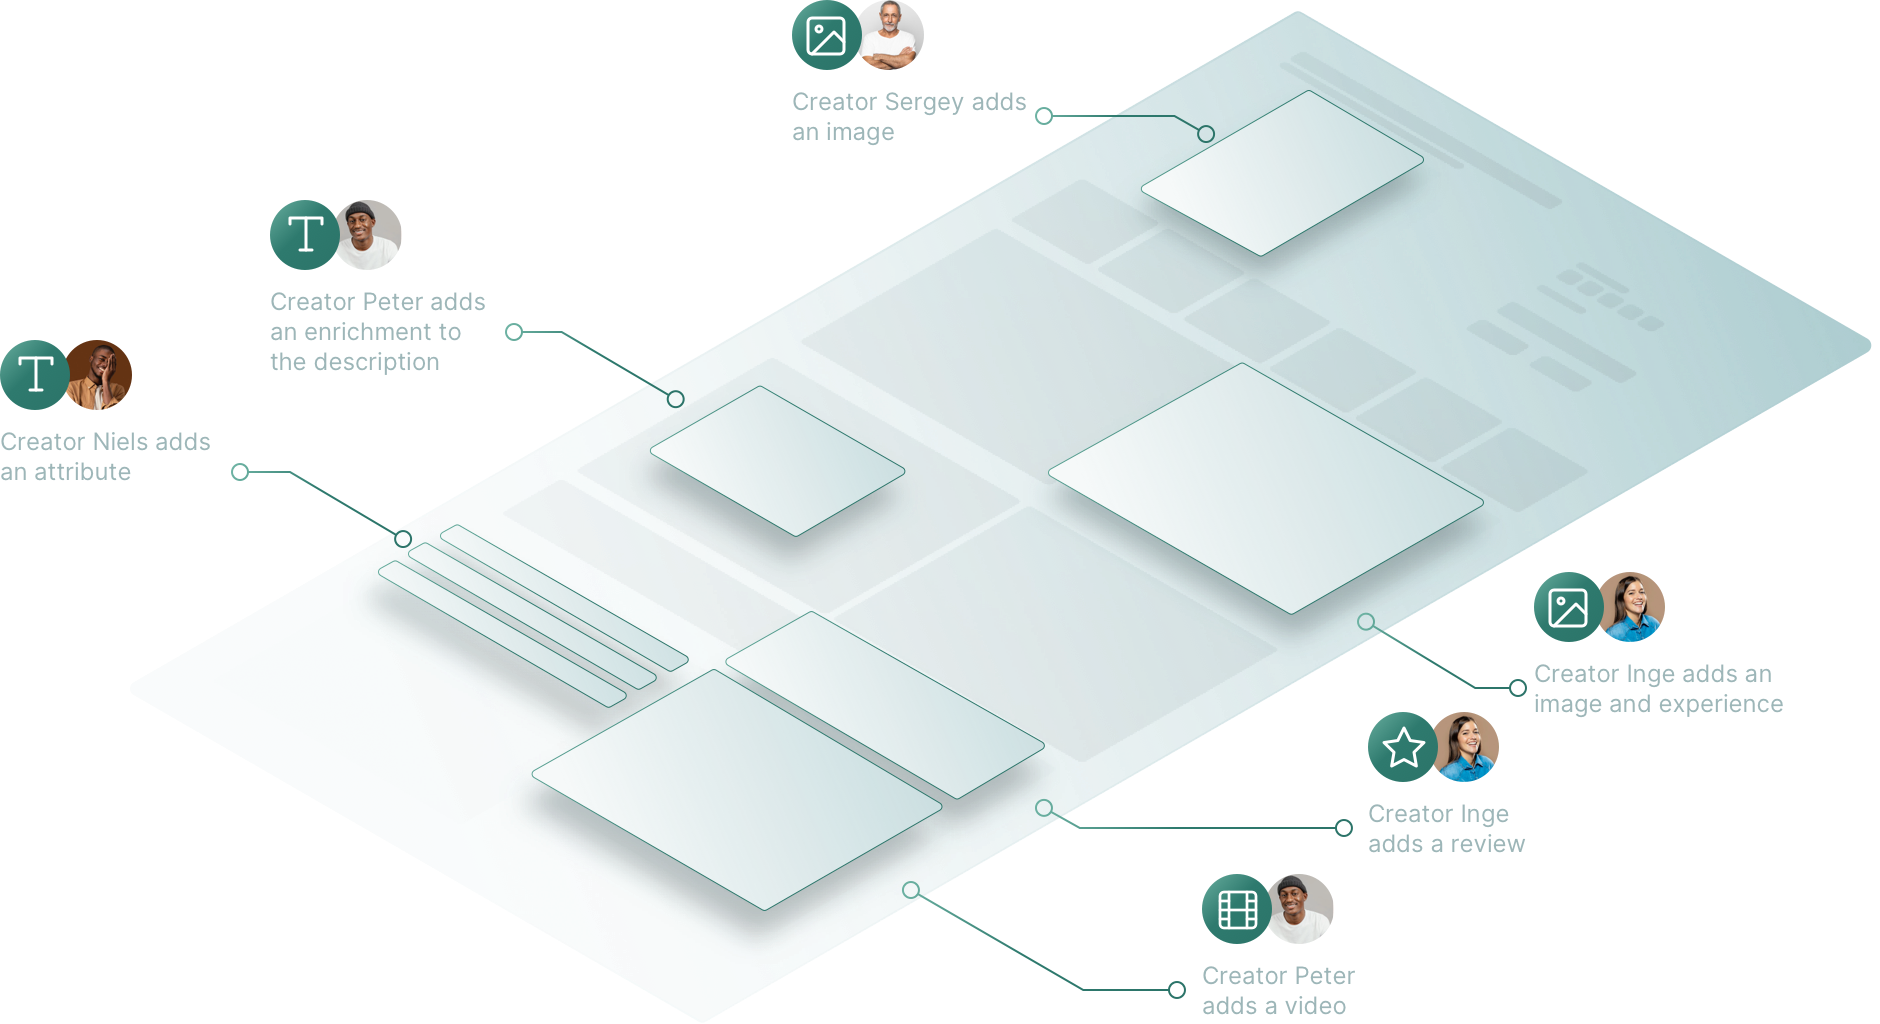 Creator Sergey adds
an image
Creator Peter adds
an enrichment to
the description
Creator Niels adds
an attribute
Creator Inge adds an
image and experience
Creator Inge
adds a review
Creator Peter
adds a video